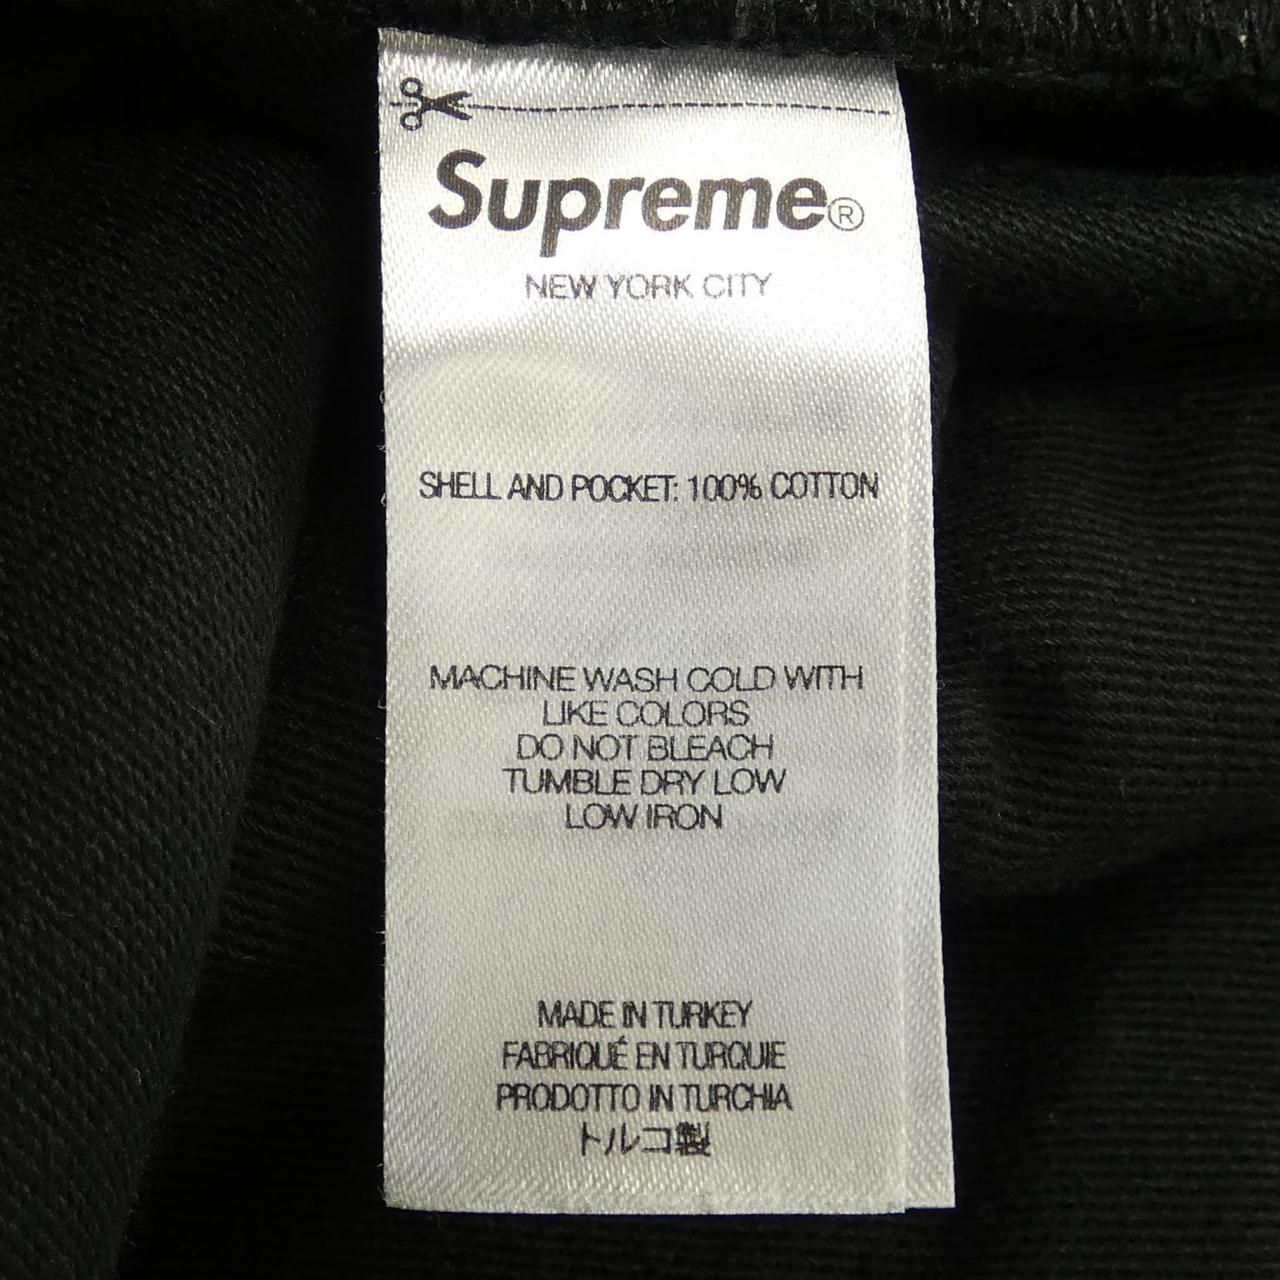 Supreme®
NEW YORK CITY
SHELL AND POCKET: 100% COTTON
MACHINE WASH COLD WITH
LIKE COLORS
DO NOT BLEACH
TUMBLE DRY LOW
LOW IRON
MADE IN TURKEY
FABRIQUÉ EN TURQUIE
PRODOTTO IN TURCHIA
トルコ製